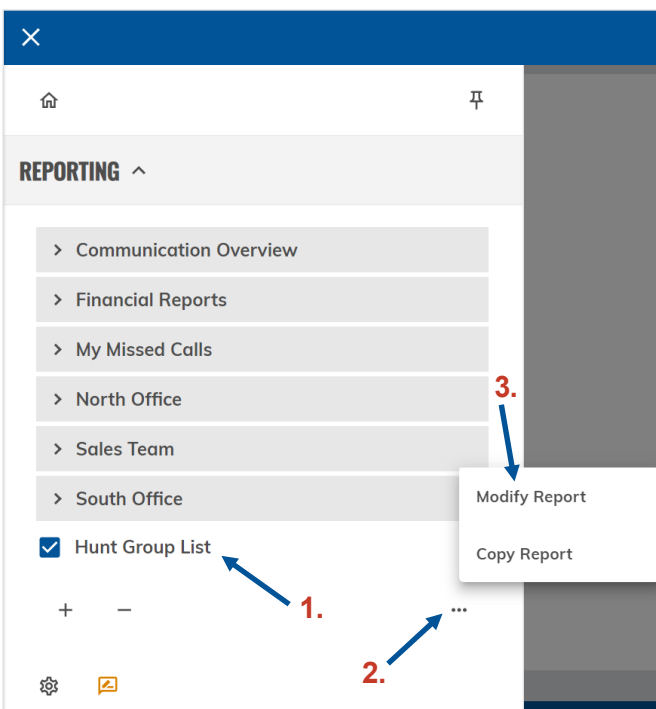 REPORTING
Communication Overview
Financial Reports
My Missed Calls
North Office
3.
Sales Team
South Office
Modify Report
Hunt Group List
Copy Report
1.
2.